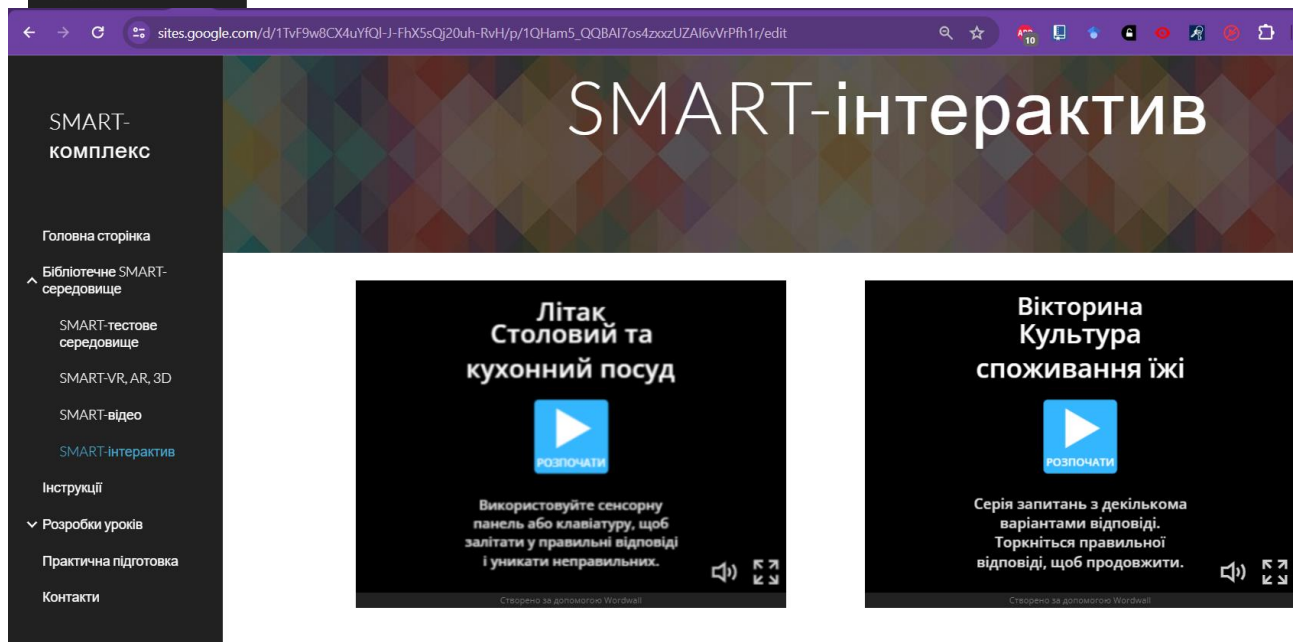 sites.google.com/d/1TvF9w8CX4uYfQl-J-FhX5sQj20uh-RvH/p/1QHam5_QQBAI7os4zxxzUZAI6vVrPfh1r/edit
10
SMART-
комплекс
Головна сторінка
Бібліотечне SMART-
середовище
SMART-тестове
середовище
SMART-VR, AR, 3D
SMART-відео
SMART-інтерактив
Інструкції
Розробки уроків
Практична підготовка
Контакти
SMART-інтерактив
Літак
Столовий та
кухонний посуд
РОЗПОЧАТИ
Використовуйте сенсорну
панель або клавіатуру, щоб
залітати у правильні відповіді
і уникати неправильних.
Створено за допомогою Wordwall
Вікторина
Культура
споживання їжі
РОЗПОЧАТИ
Серія запитань з декількома
варіантами відповіді.
Торкніться правильної
відповіді, щоб продовжити.
Створено за допомогою Wordwall